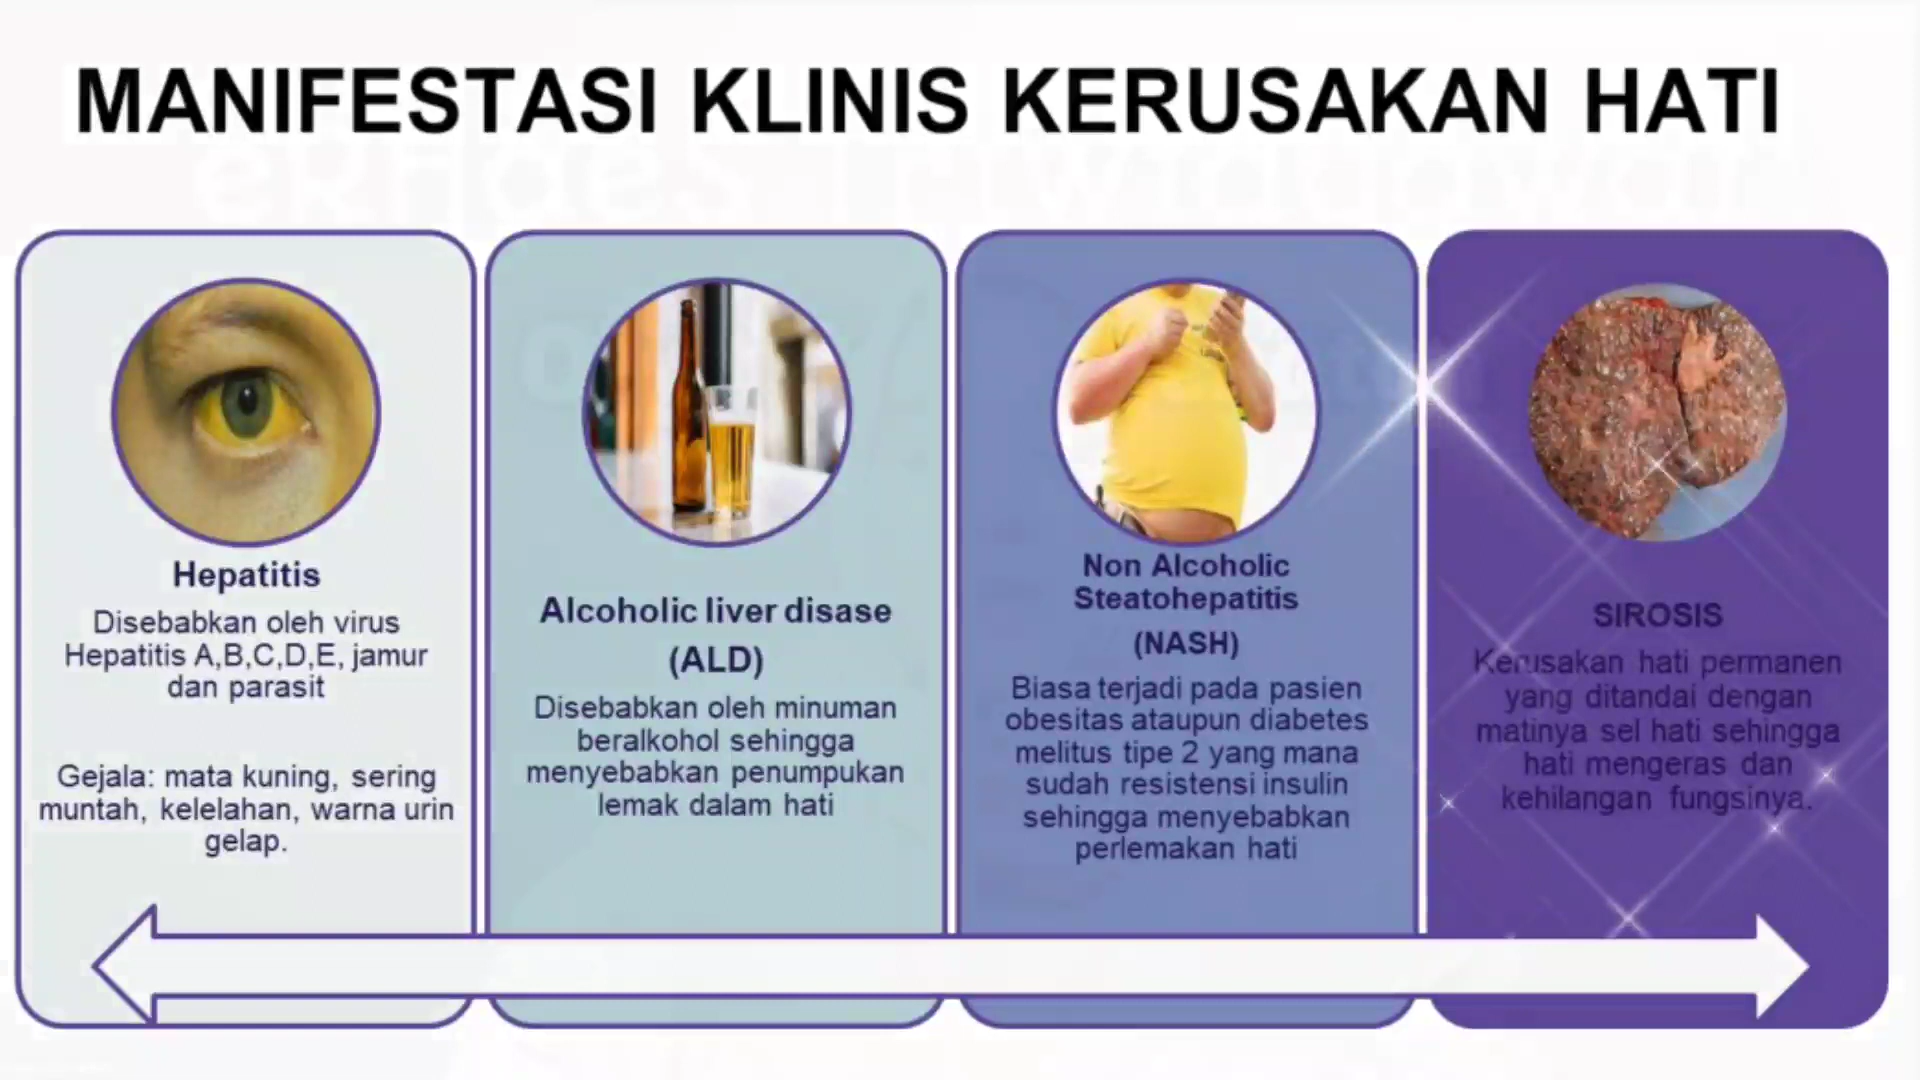 MANIFESTASI KLINIS KERUSAKAN HATI
Hepatitis
Disebabkan oleh virus
Hepatitis A,B,C,D,E, jamur
dan parasit
Gejala: mata kuning, sering
muntah, kelelahan, warna urin
gelap.
Alcoholic liver disase
(ALD)
Disebabkan oleh minuman
beralkohol sehingga
menyebabkan penumpukan
lemak dalam hati
Non Alcoholic
Steatohepatitis
(NASH)
Biasa terjadi pada pasien
obesitas ataupun diabetes
melitus tipe 2 yang mana
sudah resistensi insulin
sehingga menyebabkan
perlemakan hati
SIROSIS
Kerusakan hati permanen
yang ditandai dengan
matinya sel hati sehingga
hati mengeras dan
kehilangan fungsinya.